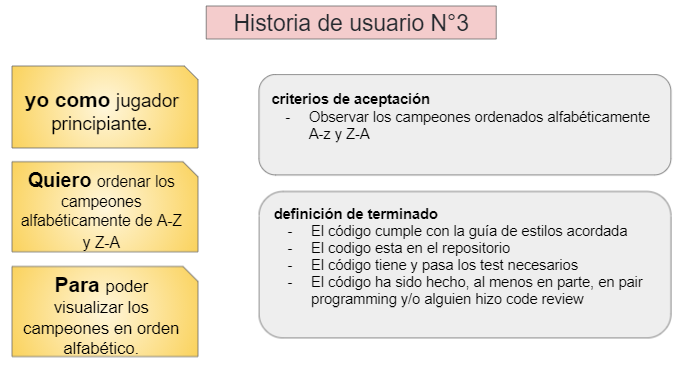 Historia de usuario N°3
yo como jugador
principiante.
Quiero ordenar los
campeones
alfabéticamente de A-Z
y Z-A
Para poder
visualizar los
campeones en orden
alfabético.
criterios de aceptación
- Observar los campeones ordenados alfabéticamente
A-z y Z-A
definición de terminado
- El código cumple con la guía de estilos acordada
- El codigo esta en el repositorio
- El código tiene y pasa los test necesarios
- El código ha sido hecho, al menos en parte, en pair
programming y/o alguien hizo code review